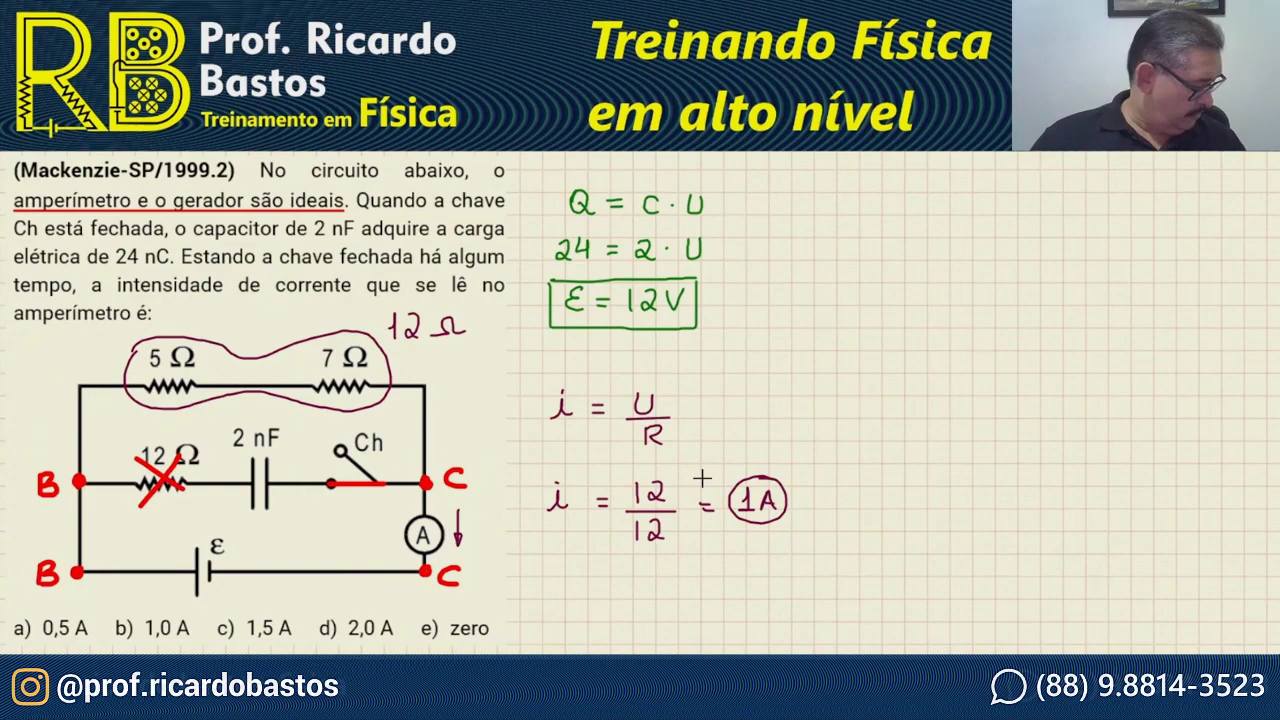 RB
Prof. Ricardo
Bastos
Treinamento em Física
Treinando Física
em alto nível
(Mackenzie-SP/1999.2) No circuito abaixo, o
amperímetro e o gerador são ideais. Quando a chave
Ch está fechada, o capacitor de 2 nF adquire a carga
elétrica de 24 nC. Estando a chave fechada há algum
tempo, a intensidade de corrente que se lê no
amperímetro é:
12 Ω
5 Ω 7 Ω
12 Ω 2 nF Ch
B C
A
ε
B C
a) 0,5 A b) 1,0 A c) 1,5 A d) 2,0 A e) zero
Q = C · U
24 = 2 · U
ε = 12V
i = U/R
i = 12/12 = 1A
@prof.ricardobastos
(88) 9.8814-3523